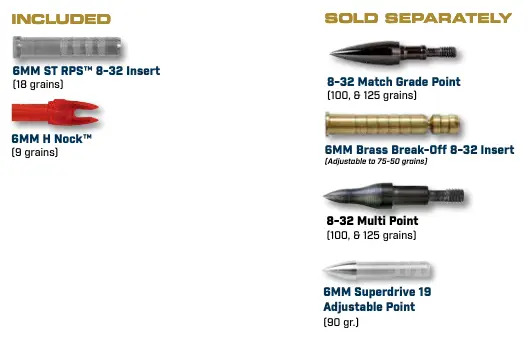 INCLUDED
6MM ST RPS™ 8-32 Insert
(18 grains)
6MM H Nock™
(9 grains)
SOLD SEPARATELY
8-32 Match Grade Point
(100, & 125 grains)
6MM Brass Break-Off 8-32 Insert
(Adjustable to 75-50 grains)
8-32 Multi Point
(100, & 125 grains)
6MM Superdrive 19
Adjustable Point
(90 gr.)